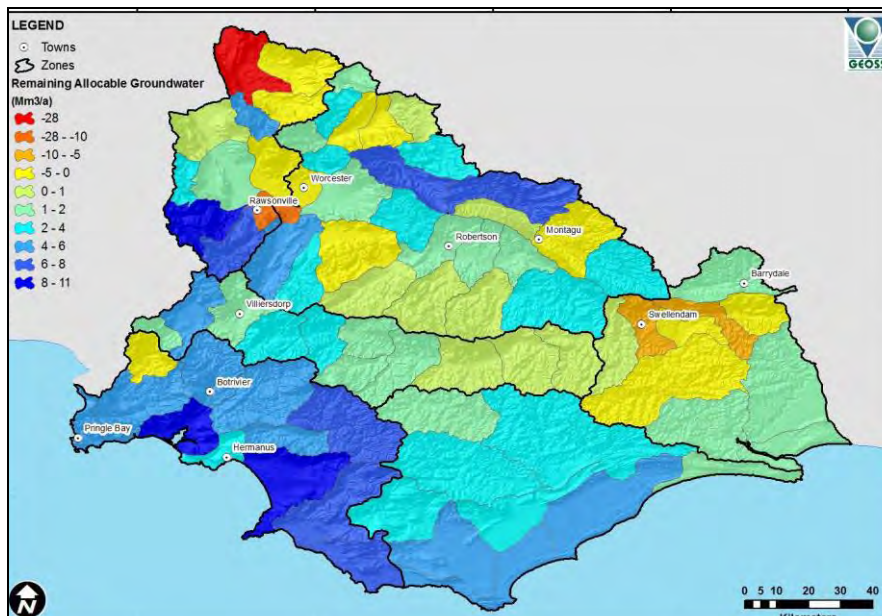 LEGEND
Towns
Zones
Remaining Allocable Groundwater
(Mm3/a)
-28
-28 - -10
-10 - -5
-5 - 0
0 - 1
1 - 2
2 - 4
4 - 6
6 - 8
8 - 11
GEOSS
Worcester
Rawsonville
Robertson
Montagu
Barrydale
Villiersdorp
Swellendam
Botrivier
Pringle Bay
Hermanus
N
0 5 10 20 30 40
Kilometers